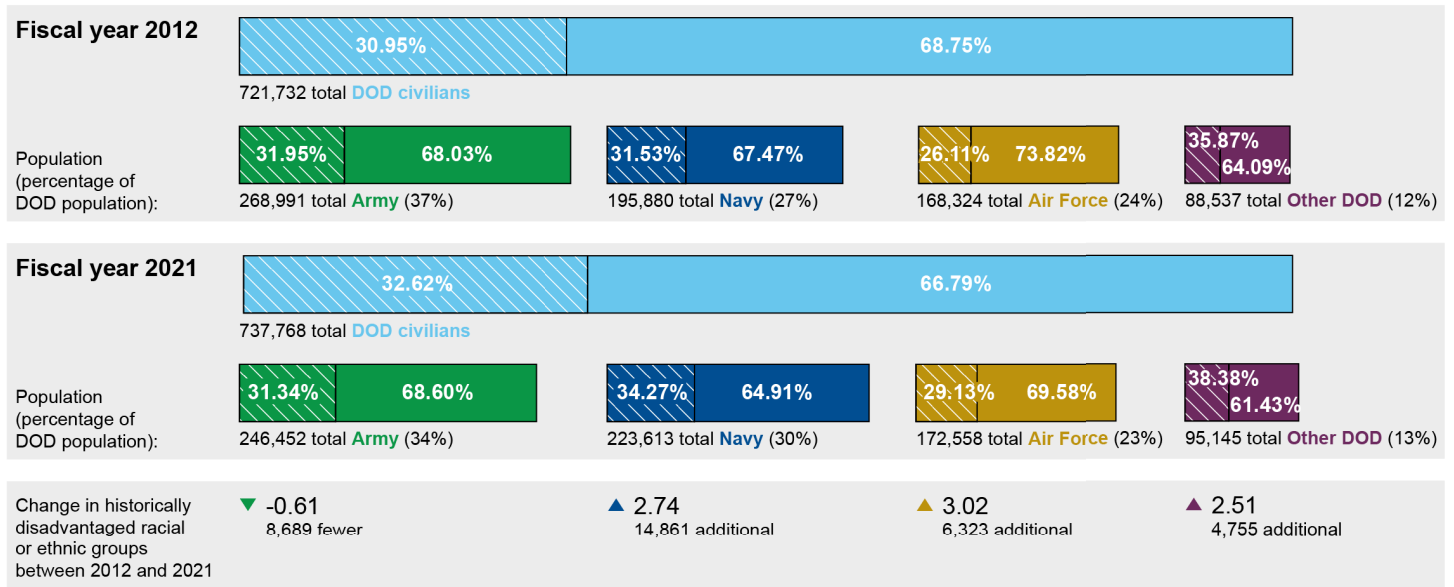 Fiscal year 2012
30.95% 68.75%
721,732 total DOD civilians
Population
(percentage of
DOD population):
31.95% 68.03%
268,991 total Army (37%)
31.53% 67.47%
195,880 total Navy (27%)
26.11% 73.82%
168,324 total Air Force (24%)
35.87%
64.09%
88,537 total Other DOD (12%)
Fiscal year 2021
32.62% 66.79%
737,768 total DOD civilians
Population
(percentage of
DOD population):
31.34% 68.60%
246,452 total Army (34%)
34.27% 64.91%
223,613 total Navy (30%)
29.13% 69.58%
172,558 total Air Force (23%)
38.38%
61.43%
95,145 total Other DOD (13%)
Change in historically
disadvantaged racial
or ethnic groups
between 2012 and 2021
-0.61
8,689 fewer
2.74
14,861 additional
3.02
6,323 additional
2.51
4,755 additional